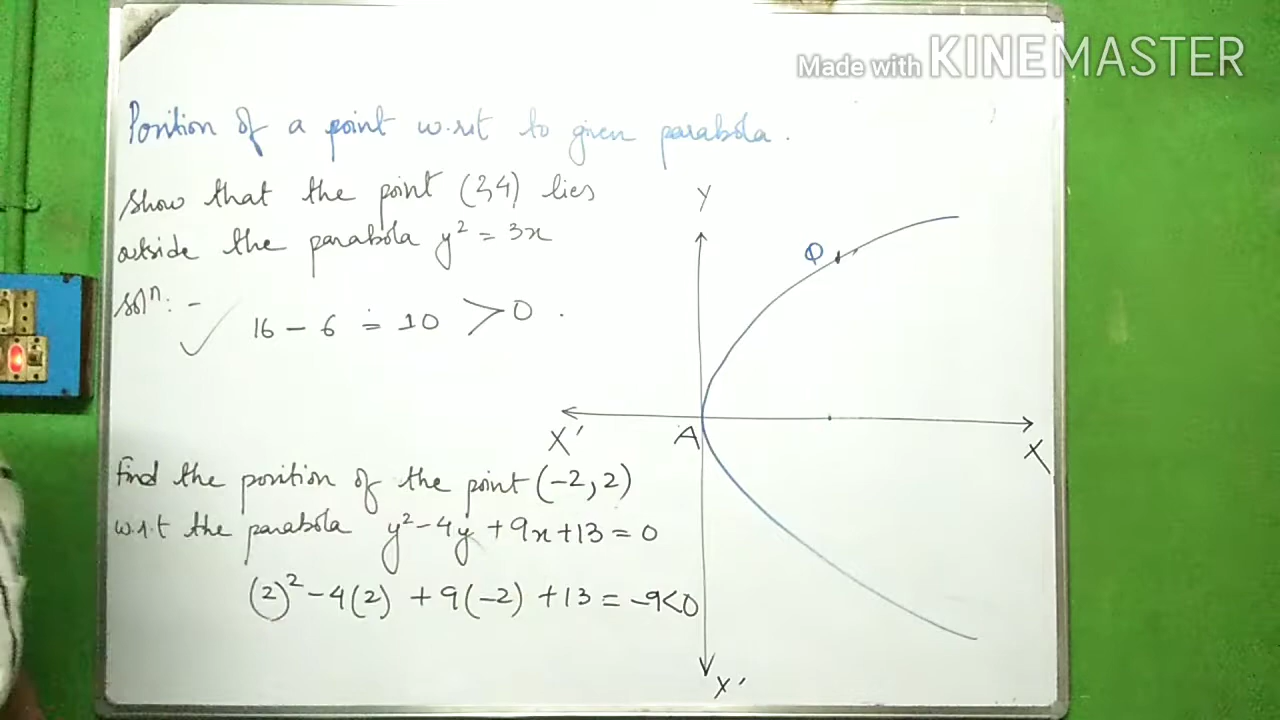 Made with KINEMASTER
Position of a point w.r.t to given parabola.
Show that the point (2,4) lies
outside the parabola y² = 3x
Solⁿ: -
16 - 6 = 10 > 0.
Find the position of the point (-2, 2)
w.r.t the parabola y² - 4y + 9x + 13 = 0
(2)² - 4(2) + 9(-2) + 13 = -9 < 0
Y
P
X'
A
X
X'